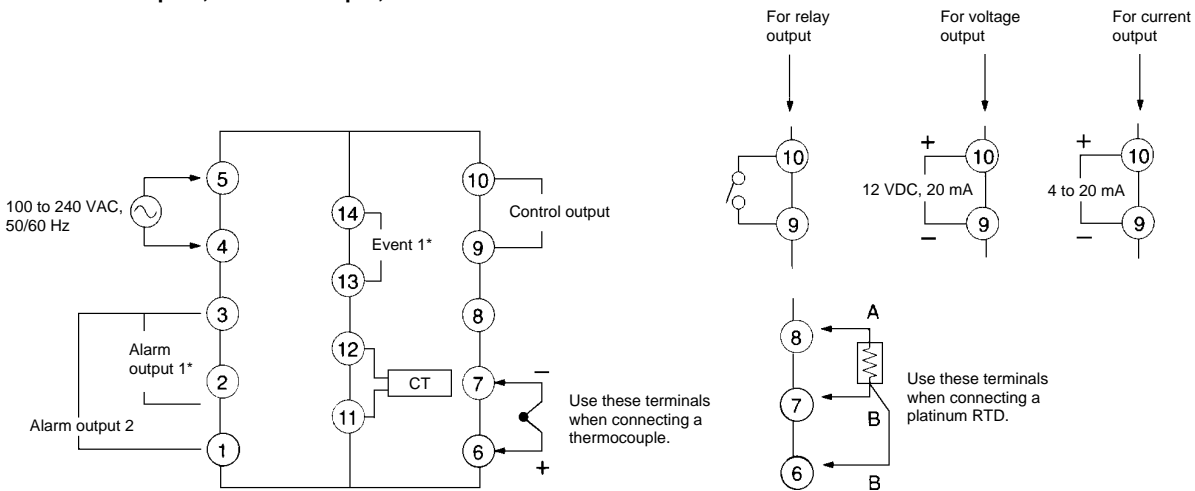 For relay
output
For voltage
output
For current
output
100 to 240 VAC,
50/60 Hz
5
4
3
2
1
Alarm
output 1*
Alarm output 2
14
13
12
11
Event 1*
CT
10
9
8
7
6
Control output
−
+
Use these terminals
when connecting a
thermocouple.
10
9
+
10
12 VDC, 20 mA
9
−
+
10
4 to 20 mA
9
−
8
7
6
A
B
B
Use these terminals
when connecting a
platinum RTD.